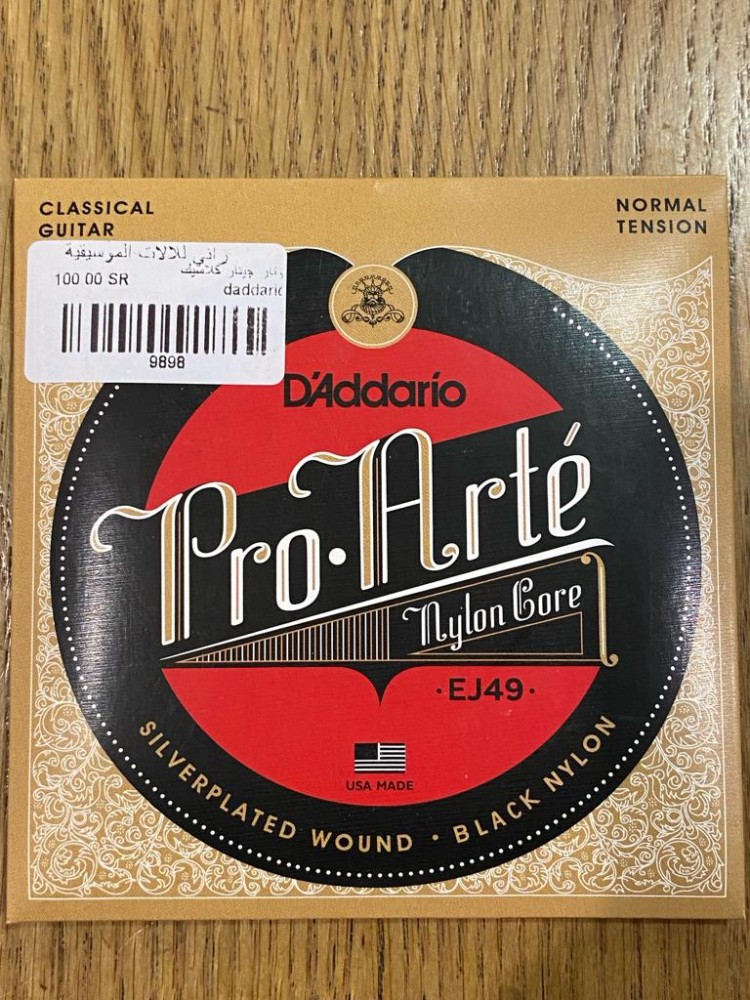 CLASSICAL
GUITAR
NORMAL
TENSION
راني للالات الموسيقية
جيتار كلاسيك
100 00 SR
daddario
9898
D'Addario
Pro·Arté
Nylon Core
·EJ49·
USA MADE
SILVERPLATED WOUND · BLACK NYLON